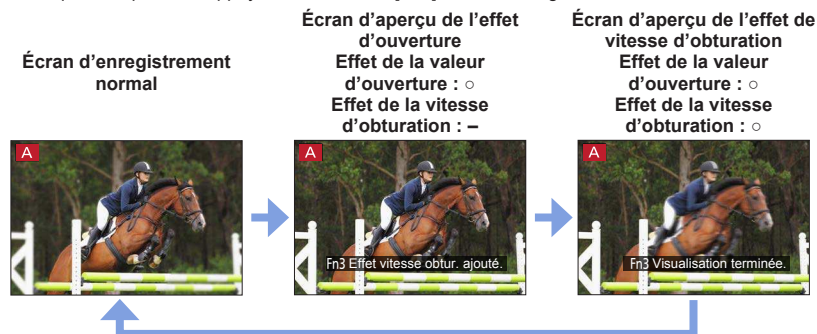 Écran d’enregistrement
normal
Écran d’aperçu de l’effet
d’ouverture
Effet de la valeur
d’ouverture : ○
Effet de la vitesse
d’obturation : –
Écran d’aperçu de l’effet de
vitesse d’obturation
Effet de la valeur
d’ouverture : ○
Effet de la vitesse
d’obturation : ○
A
A
Fn3 Effet vitesse obtur. ajouté.
A
Fn3 Visualisation terminée.